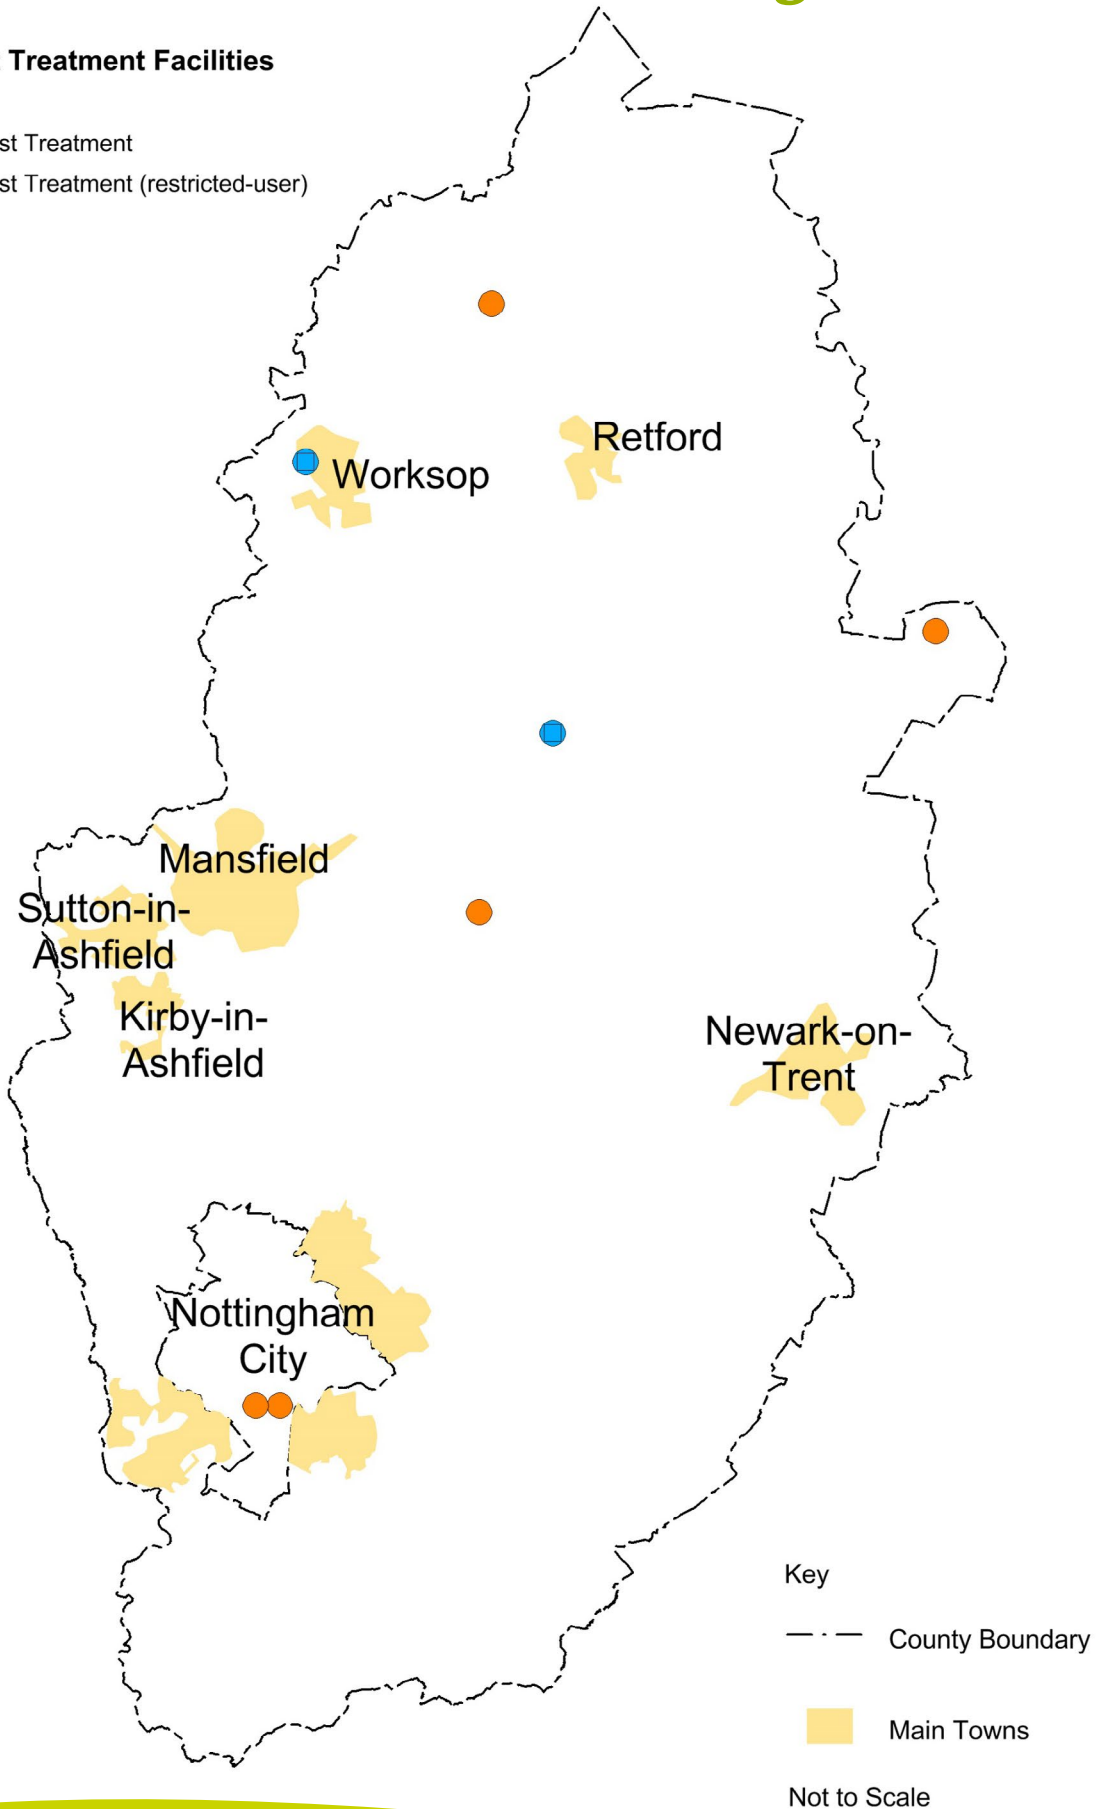 Treatment Facilities
st Treatment
st Treatment (restricted-user)
Retford
Worksop
Mansfield
Sutton-in-
Ashfield
Kirby-in-
Ashfield
Newark-on-
Trent
Nottingham
City
Key
County Boundary
Main Towns
Not to Scale